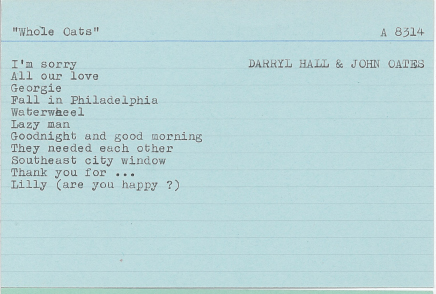 "Whole Oats" A 8314
I'm sorry DARRYL HALL & JOHN OATES
All our love
Georgie
Fall in Philadelphia
Waterwheel
Lazy man
Goodnight and good morning
They needed each other
Southeast city window
Thank you for ...
Lilly (are you happy ?)